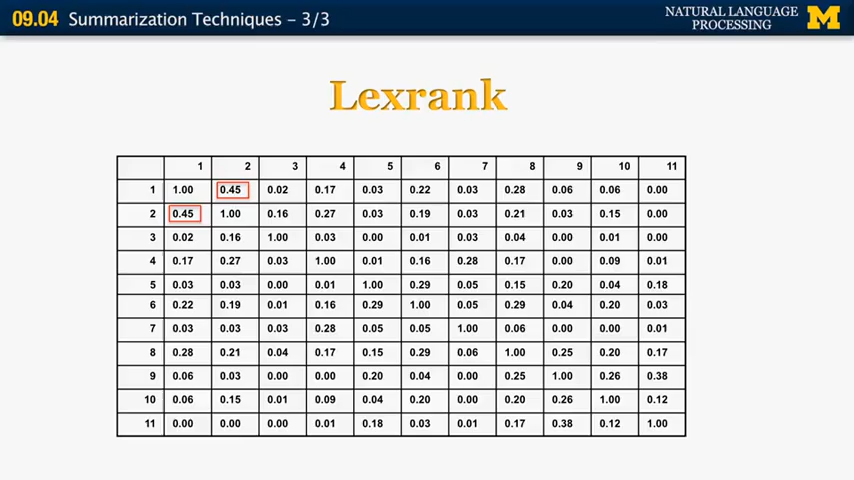 09.04 Summarization Techniques – 3/3
NATURAL LANGUAGE
PROCESSING
M
Lexrank
1 2 3 4 5 6 7 8 9 10 11
1 1.00 0.45 0.02 0.17 0.03 0.22 0.03 0.28 0.06 0.06 0.00
2 0.45 1.00 0.16 0.27 0.03 0.19 0.03 0.21 0.03 0.15 0.00
3 0.02 0.16 1.00 0.03 0.00 0.01 0.03 0.04 0.00 0.01 0.00
4 0.17 0.27 0.03 1.00 0.01 0.16 0.28 0.17 0.00 0.09 0.01
5 0.03 0.03 0.00 0.01 1.00 0.29 0.05 0.15 0.20 0.04 0.18
6 0.22 0.19 0.01 0.16 0.29 1.00 0.05 0.29 0.04 0.20 0.03
7 0.03 0.03 0.03 0.28 0.05 0.05 1.00 0.06 0.00 0.00 0.01
8 0.28 0.21 0.04 0.17 0.15 0.29 0.06 1.00 0.25 0.20 0.17
9 0.06 0.03 0.00 0.00 0.20 0.04 0.00 0.25 1.00 0.26 0.38
10 0.06 0.15 0.01 0.09 0.04 0.20 0.00 0.20 0.26 1.00 0.12
11 0.00 0.00 0.00 0.01 0.18 0.03 0.01 0.17 0.38 0.12 1.00